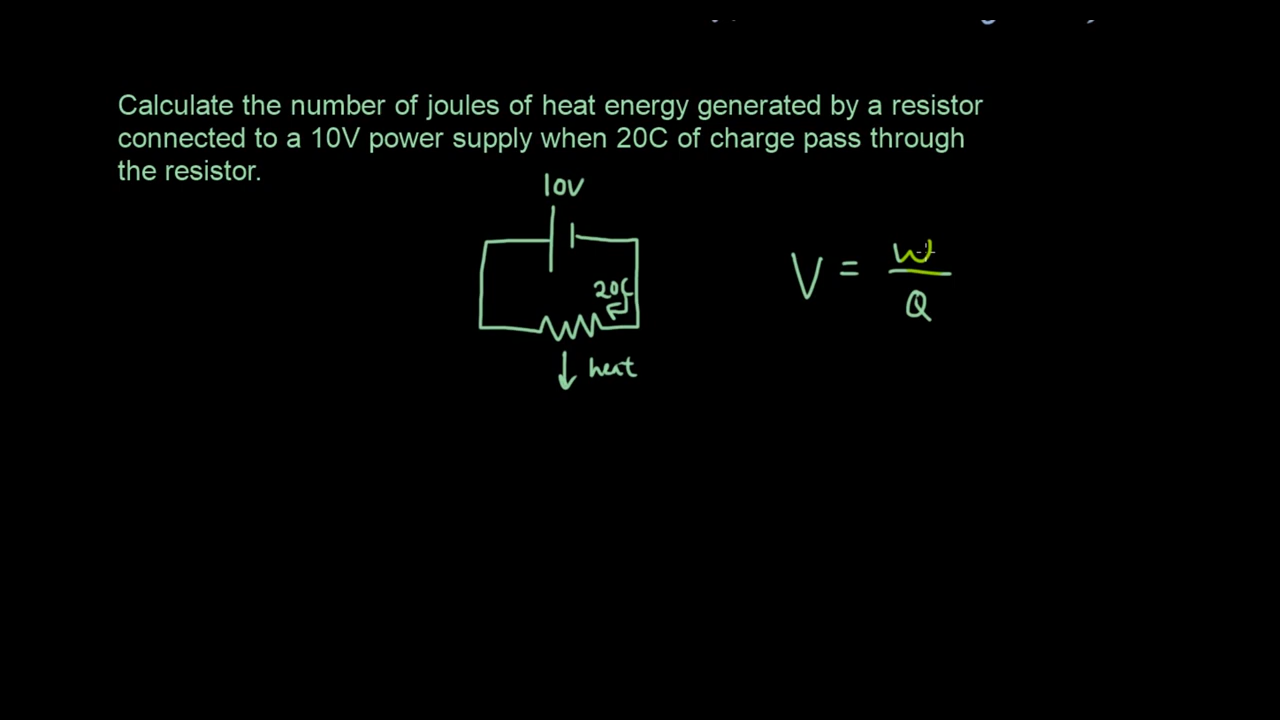 Calculate the number of joules of heat energy generated by a resistor
connected to a 10V power supply when 20C of charge pass through
the resistor.
10V
20C
heat
V = W
Q